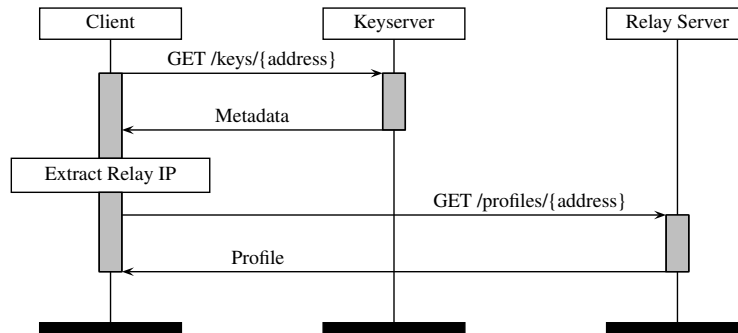 Client
Keyserver
Relay Server
GET /keys/{address}
Metadata
Extract Relay IP
GET /profiles/{address}
Profile